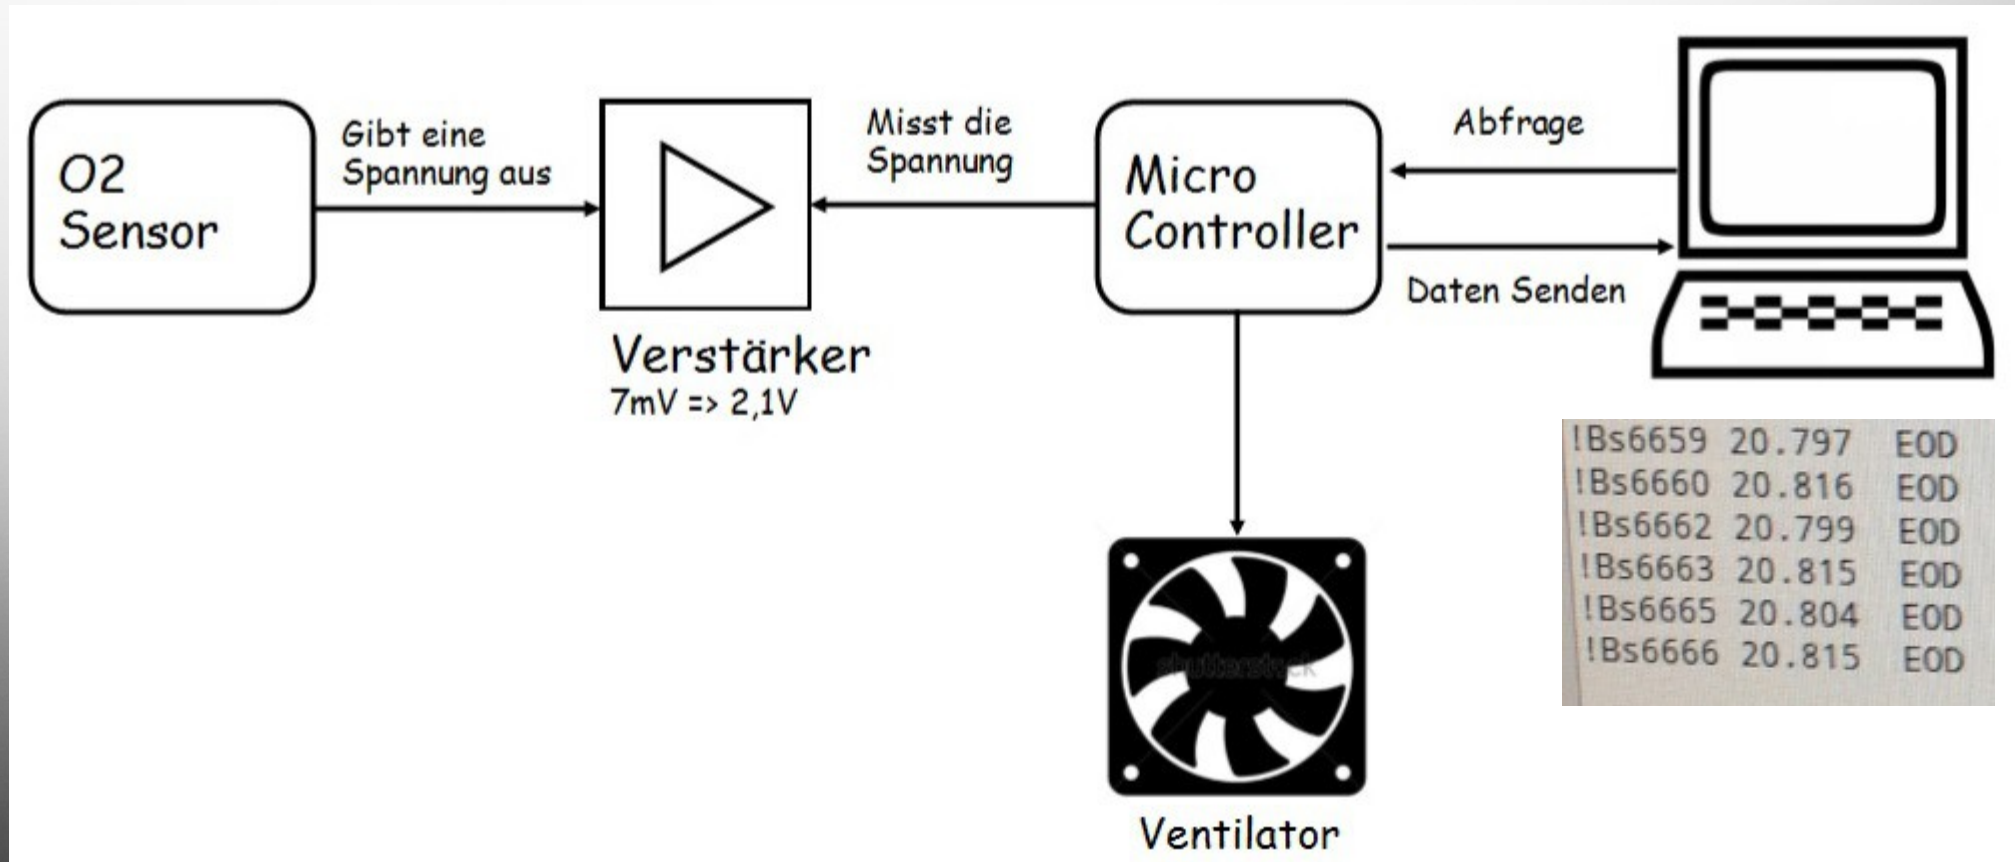 O2
Sensor
Gibt eine
Spannung aus
Verstärker
7mV => 2,1V
Misst die
Spannung
Micro
Controller
Abfrage
Daten Senden
shutterstock
Ventilator
!Bs6659 20.797 EOD
!Bs6660 20.816 EOD
!Bs6662 20.799 EOD
!Bs6663 20.815 EOD
!Bs6665 20.804 EOD
!Bs6666 20.815 EOD